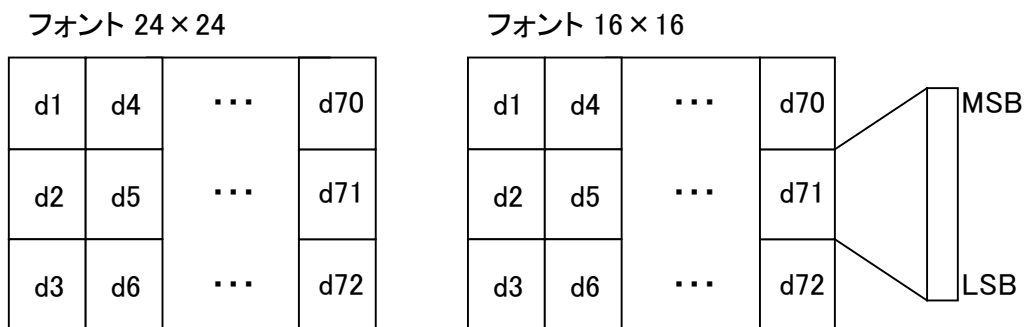 フォント 24×24
d1 d4 ･･･ d70
d2 d5 ･･･ d71
d3 d6 ･･･ d72
フォント 16×16
d1 d4 ･･･ d70
d2 d5 ･･･ d71
d3 d6 ･･･ d72
MSB
LSB